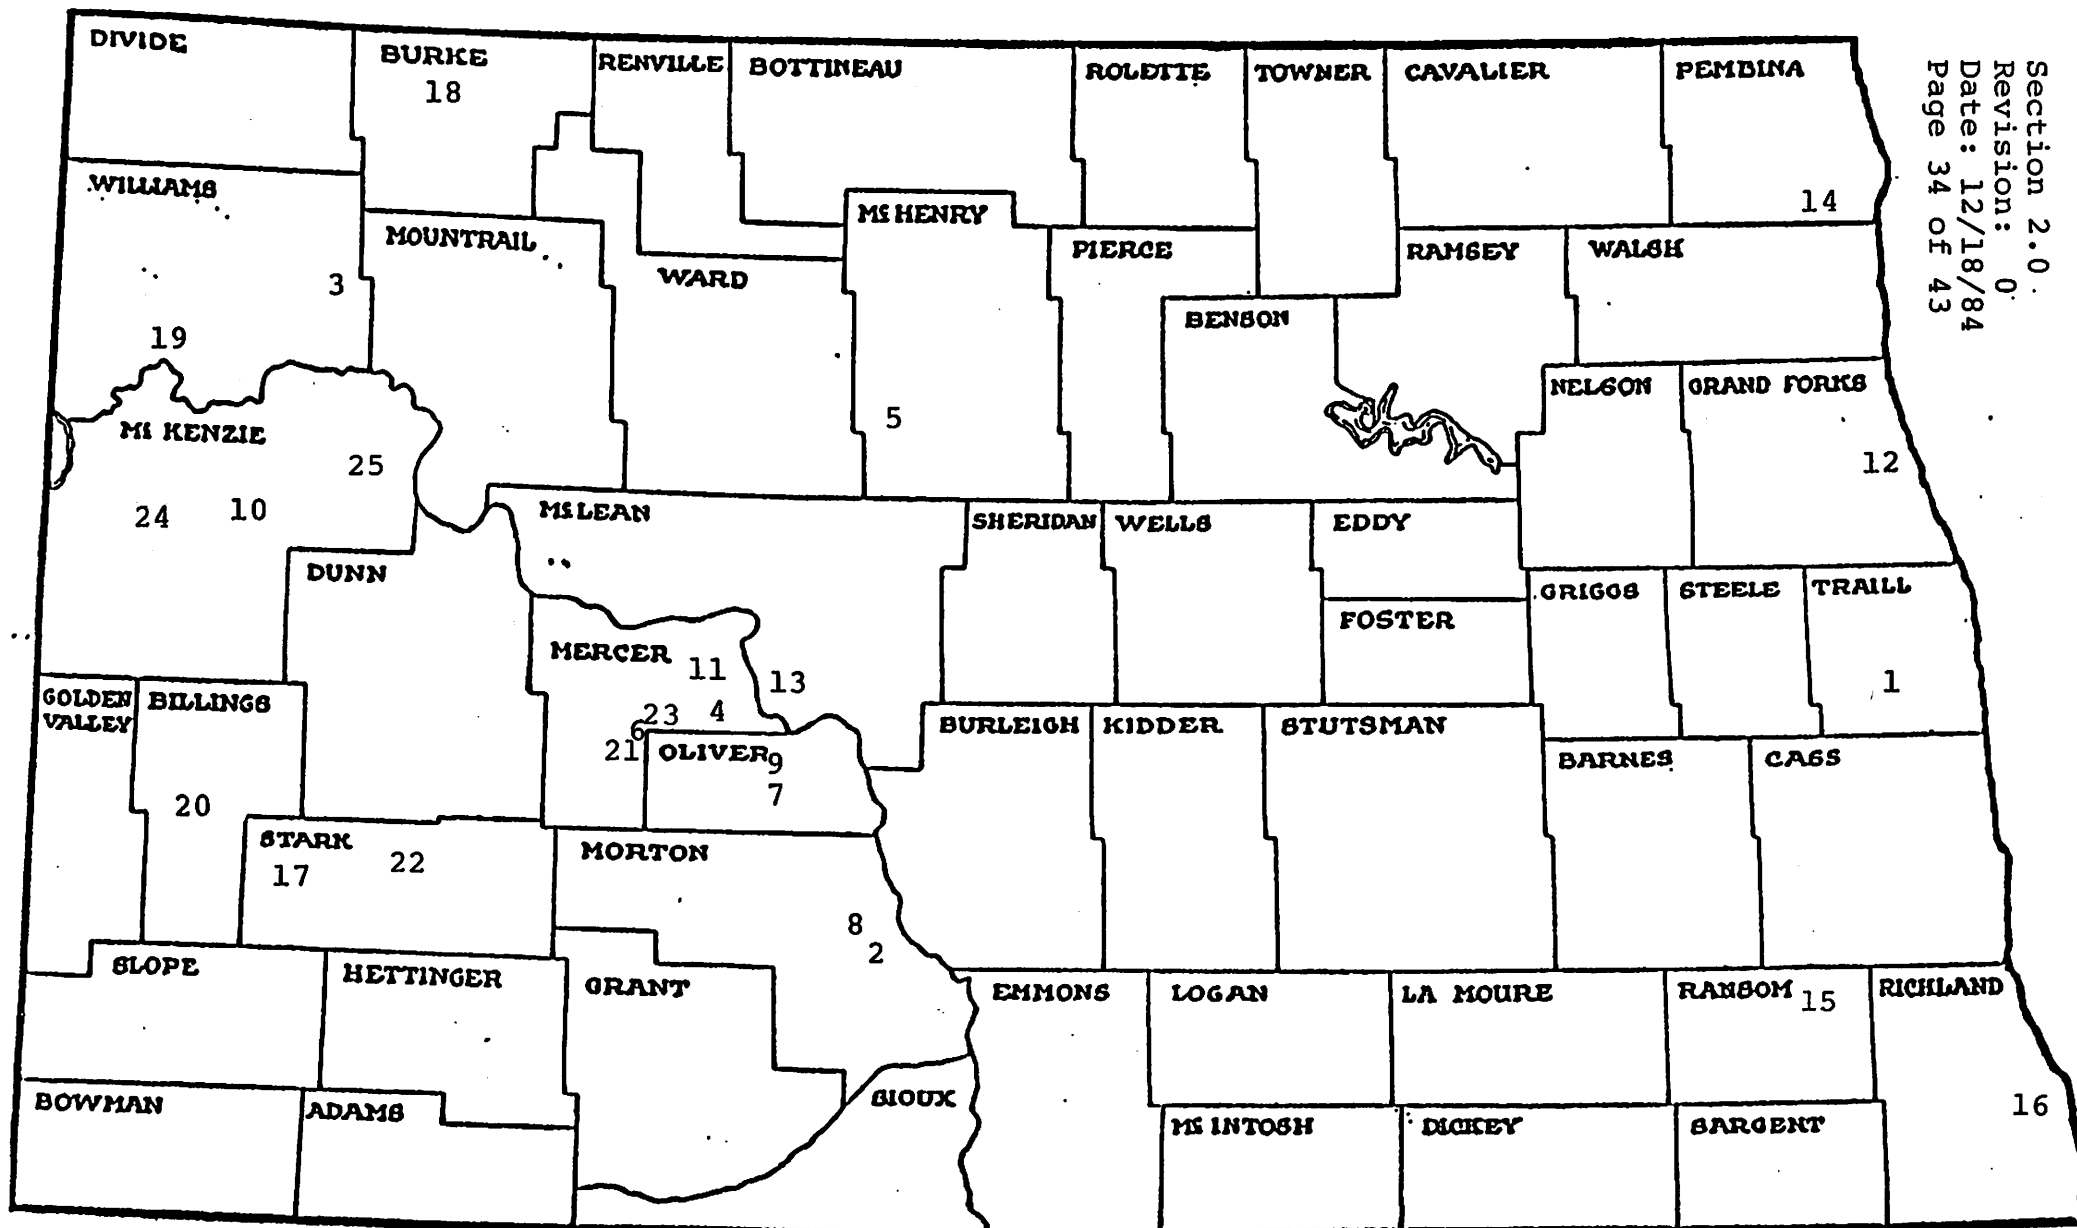 Section 2.0
Revision: 0
Date: 12/18/84
Page 34 of 43
DIVIDE
BURKE
18
RENVILLE
BOTTINEAU
ROLETTE
TOWNER
CAVALIER
PEMBINA
14
WILLIAMS
3
19
MOUNTRAIL
WARD
McHENRY
5
PIERCE
BENSON
RAMSEY
WALSH
NELSON
GRAND FORKS
12
Mc KENZIE
25
24
10
DUNN
McLEAN
13
SHERIDAN
WELLS
EDDY
FOSTER
GRIGGS
STEELE
TRAILL
1
MERCER
11
23
4
6
21
OLIVER
9
7
GOLDEN
VALLEY
BILLINGS
20
STARK
17
22
MORTON
8
2
BURLEIGH
KIDDER
STUTSMAN
BARNES
CASS
SLOPE
HETTINGER
GRANT
EMMONS
LOGAN
LA MOURE
RANSOM
15
RICHLAND
16
BOWMAN
ADAMS
SIOUX
Mc INTOSH
DICKEY
SARGENT